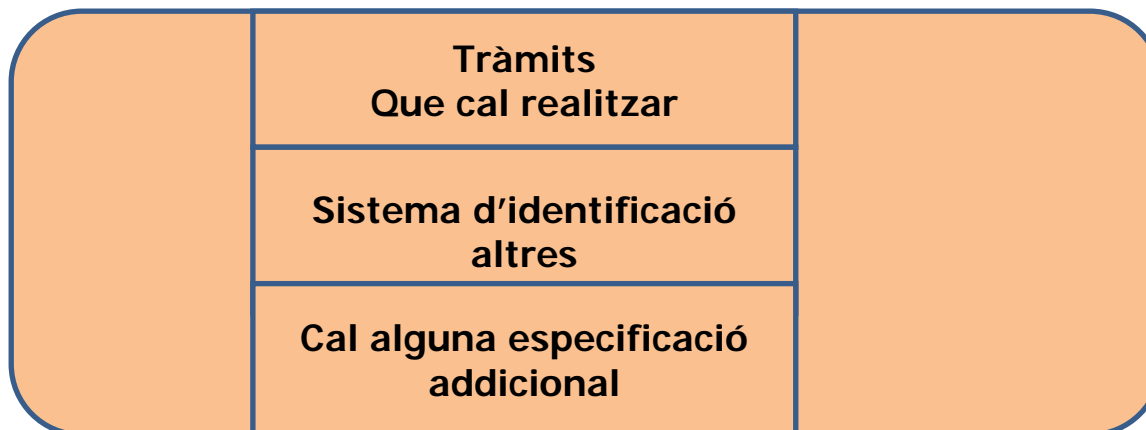 Tràmits
Que cal realitzar
Sistema d’identificació
altres
Cal alguna especificació
addicional